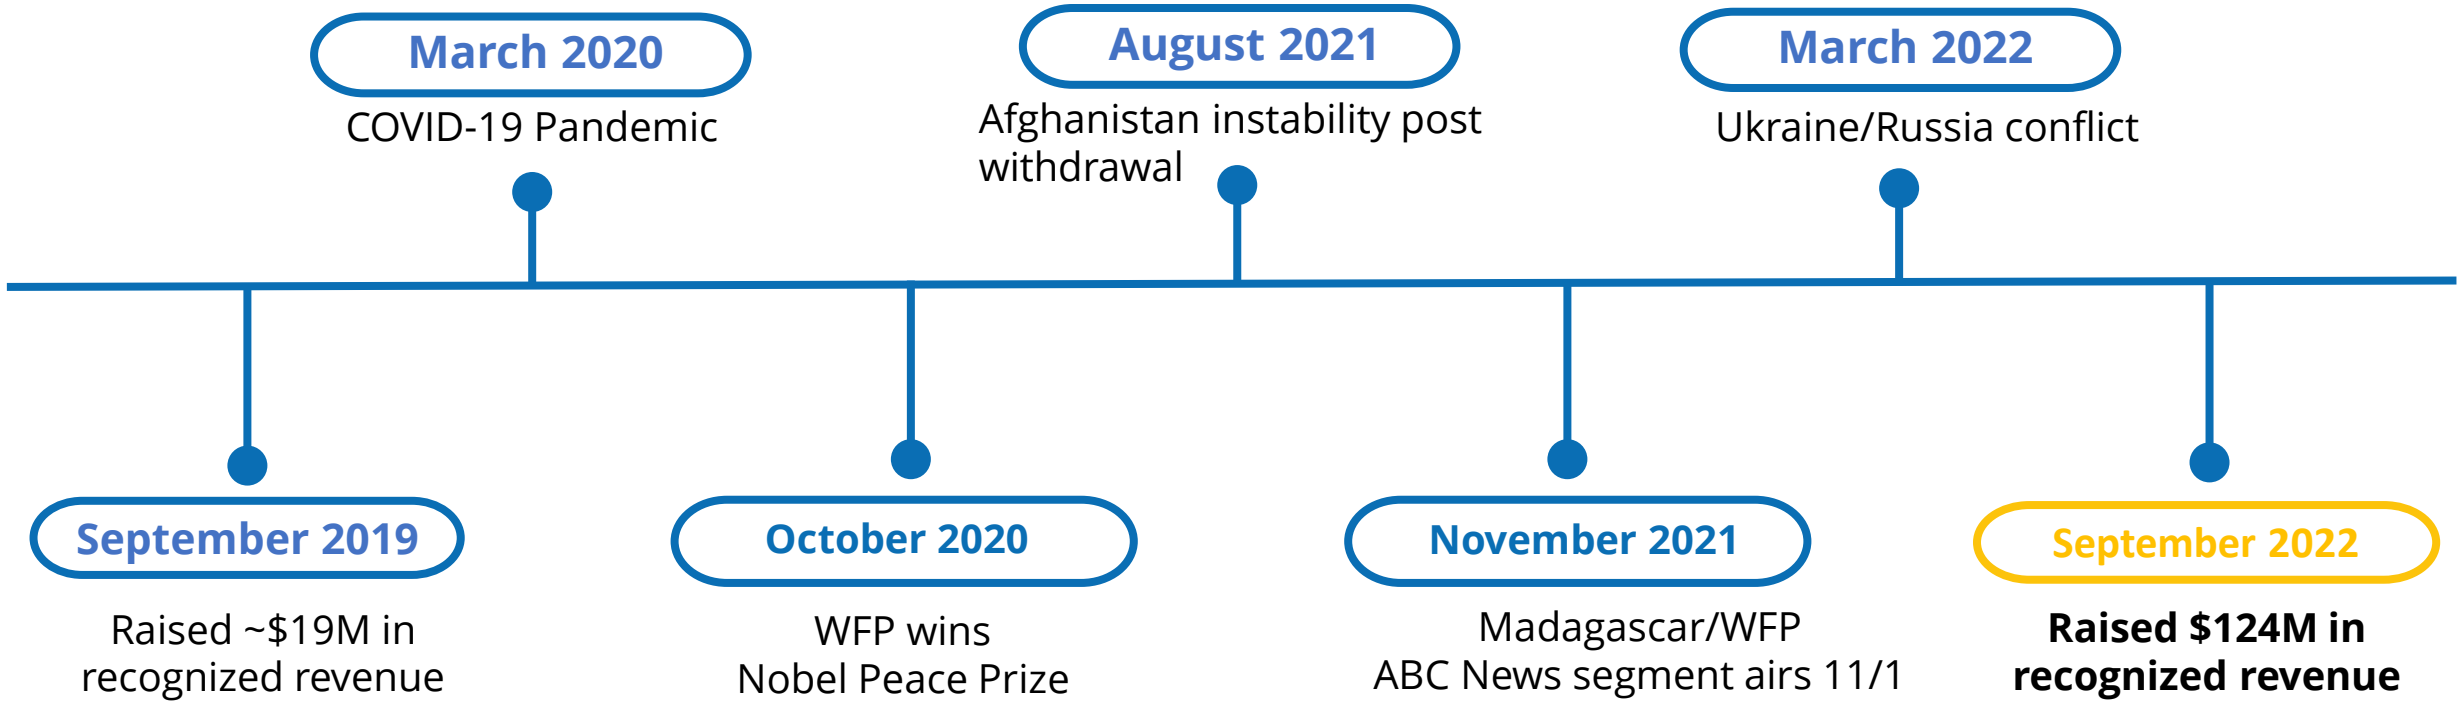 March 2020
COVID-19 Pandemic
August 2021
Afghanistan instability post
withdrawal
March 2022
Ukraine/Russia conflict
September 2019
Raised ~$19M in
recognized revenue
October 2020
WFP wins
Nobel Peace Prize
November 2021
Madagascar/WFP
ABC News segment airs 11/1
September 2022
Raised $124M in
recognized revenue